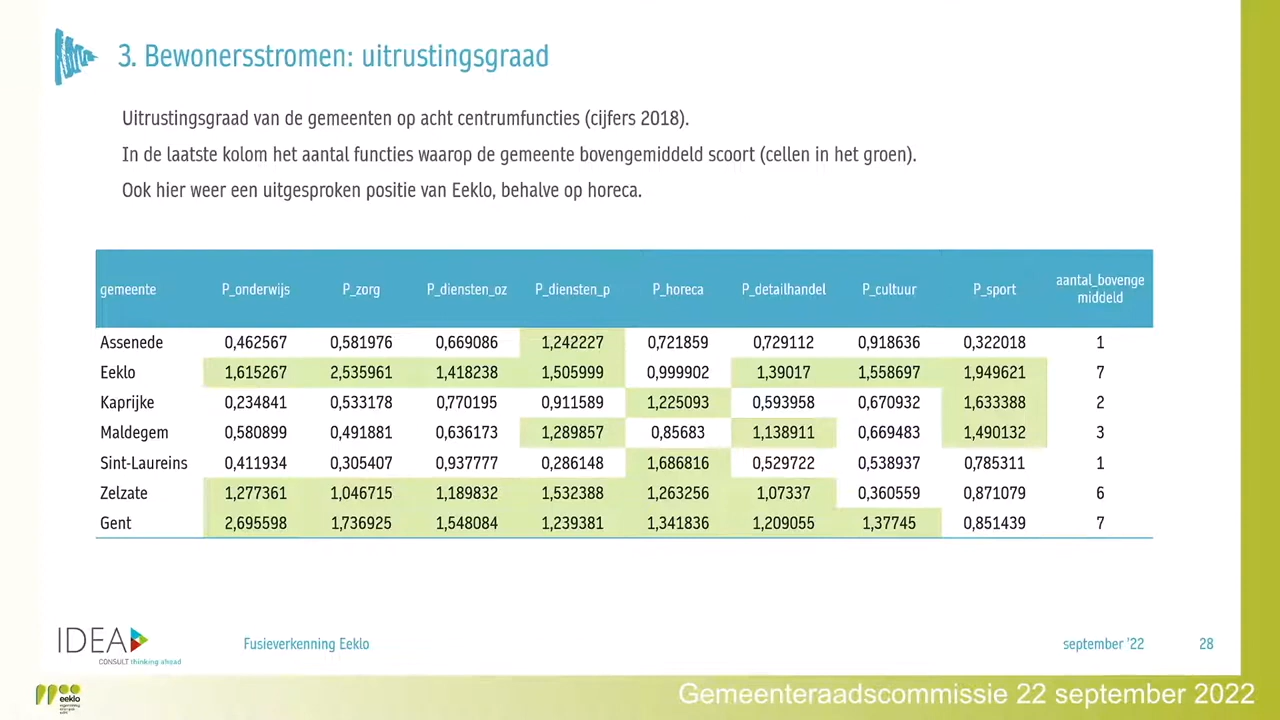 3. Bewonersstromen: uitrustingsgraad
Uitrustingsgraad van de gemeenten op acht centrumfuncties (cijfers 2018).
In de laatste kolom het aantal functies waarop de gemeente bovengemiddeld scoort (cellen in het groen).
Ook hier weer een uitgesproken positie van Eeklo, behalve op horeca.
gemeente P_onderwijs P_zorg P_diensten_oz P_diensten_p P_horeca P_detailhandel P_cultuur P_sport aantal_bovenge
middeld
Assenede 0,462567 0,581976 0,669086 1,242227 0,721859 0,729112 0,918636 0,322018 1
Eeklo 1,615267 2,535961 1,418238 1,505999 0,999902 1,39017 1,558697 1,949621 7
Kaprijke 0,234841 0,533178 0,770195 0,911589 1,225093 0,593958 0,670932 1,633388 2
Maldegem 0,580899 0,491881 0,636173 1,289857 0,85683 1,138911 0,669483 1,490132 3
Sint-Laureins 0,411934 0,305407 0,937777 0,286148 1,686816 0,529722 0,538937 0,785311 1
Zelzate 1,277361 1,046715 1,189832 1,532388 1,263256 1,07337 0,360559 0,871079 6
Gent 2,695598 1,736925 1,548084 1,239381 1,341836 1,209055 1,37745 0,851439 7
IDEA
CONSULT thinking ahead
Fusieverkenning Eeklo
september '22
28
eeklo
Gemeenteraadscommissie 22 september 2022